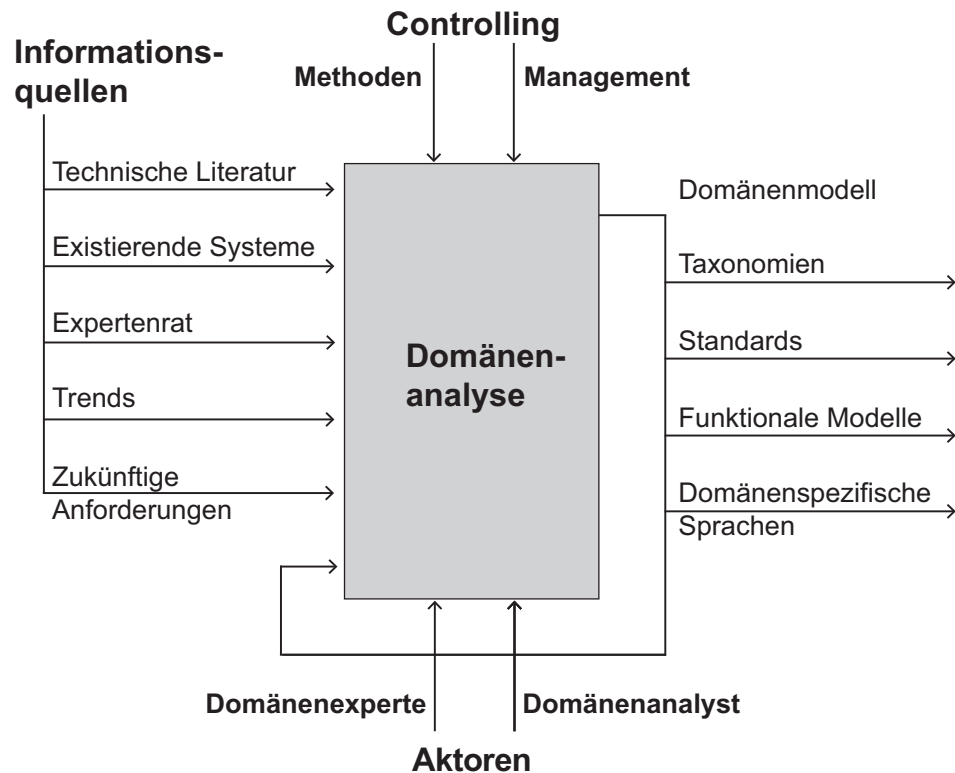 Controlling
Informations-
quellen
Methoden
Management
Technische Literatur
Existierende Systeme
Expertenrat
Trends
Zukünftige
Anforderungen
Domänen-
analyse
Domänenmodell
Taxonomien
Standards
Funktionale Modelle
Domänenspezifische
Sprachen
Domänenexperte
Domänenanalyst
Aktoren